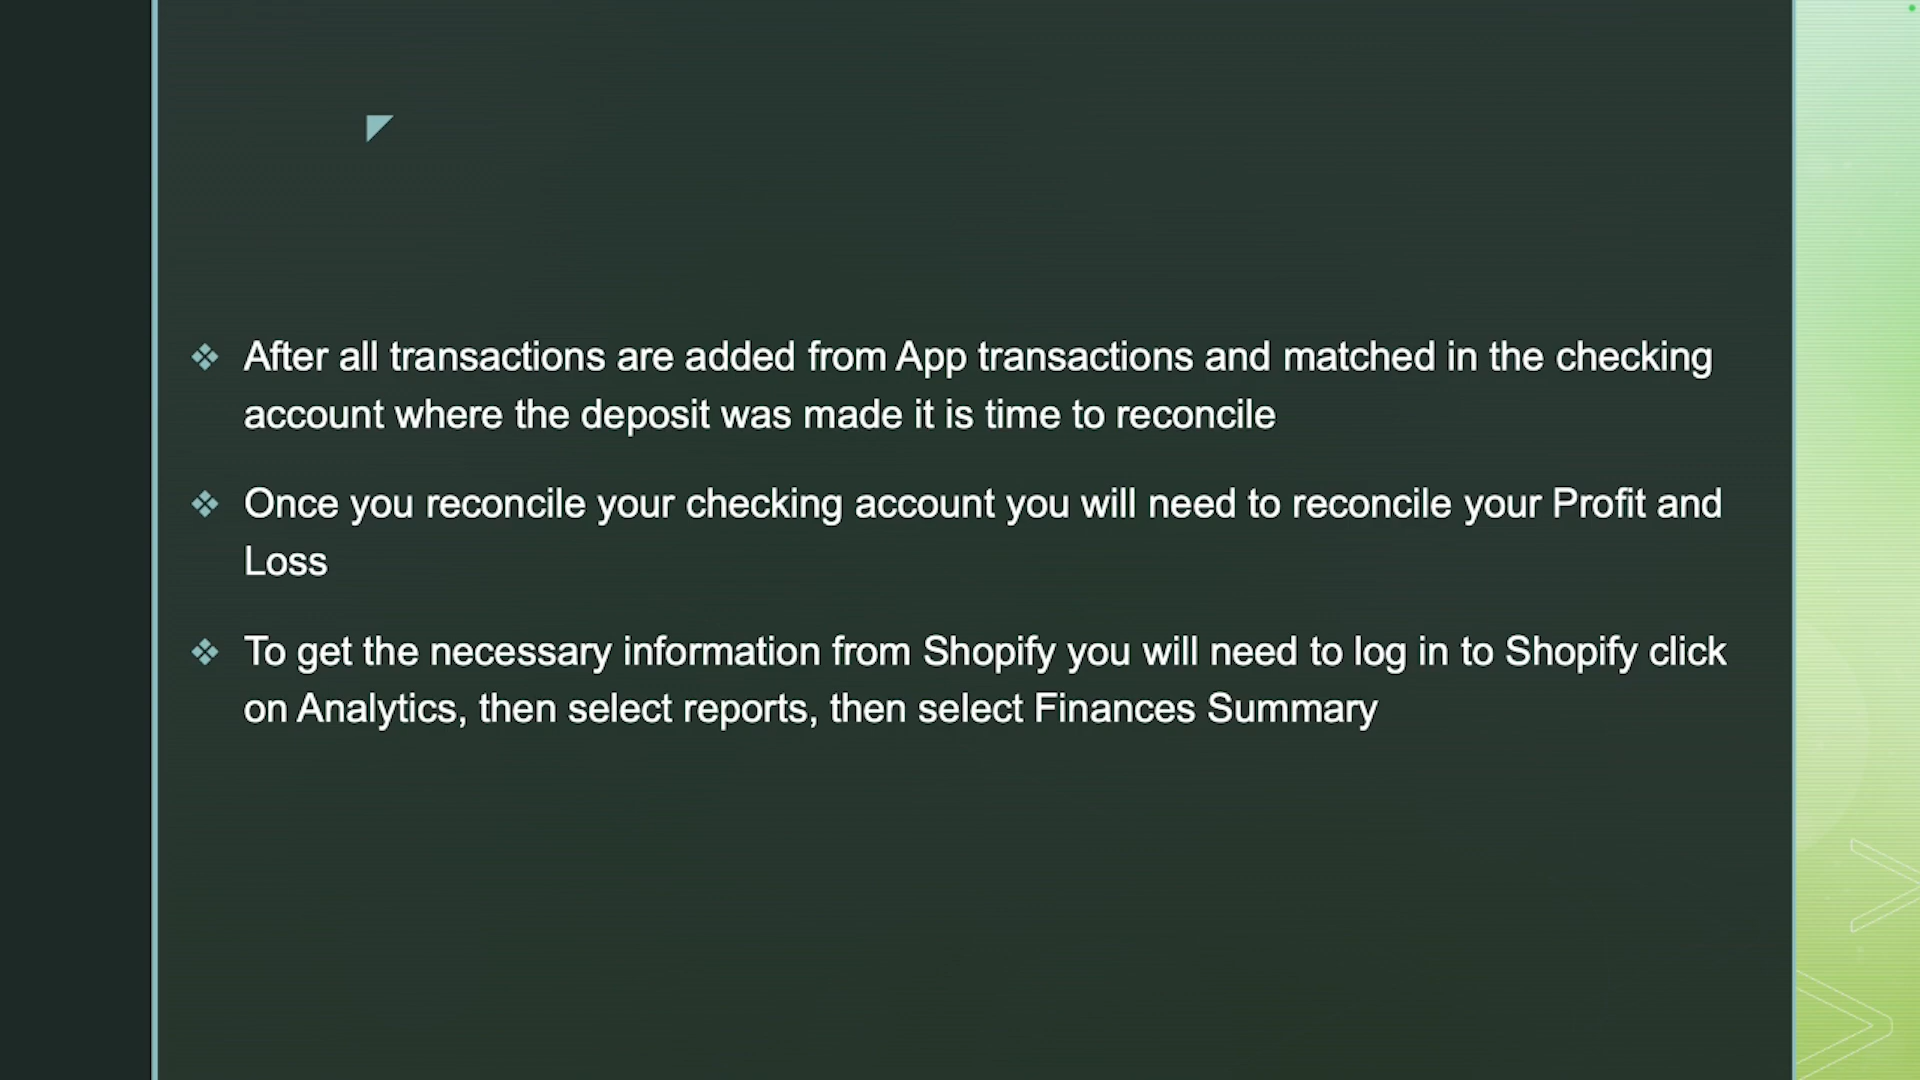 After all transactions are added from App transactions and matched in the checking
account where the deposit was made it is time to reconcile
Once you reconcile your checking account you will need to reconcile your Profit and
Loss
To get the necessary information from Shopify you will need to log in to Shopify click
on Analytics, then select reports, then select Finances Summary